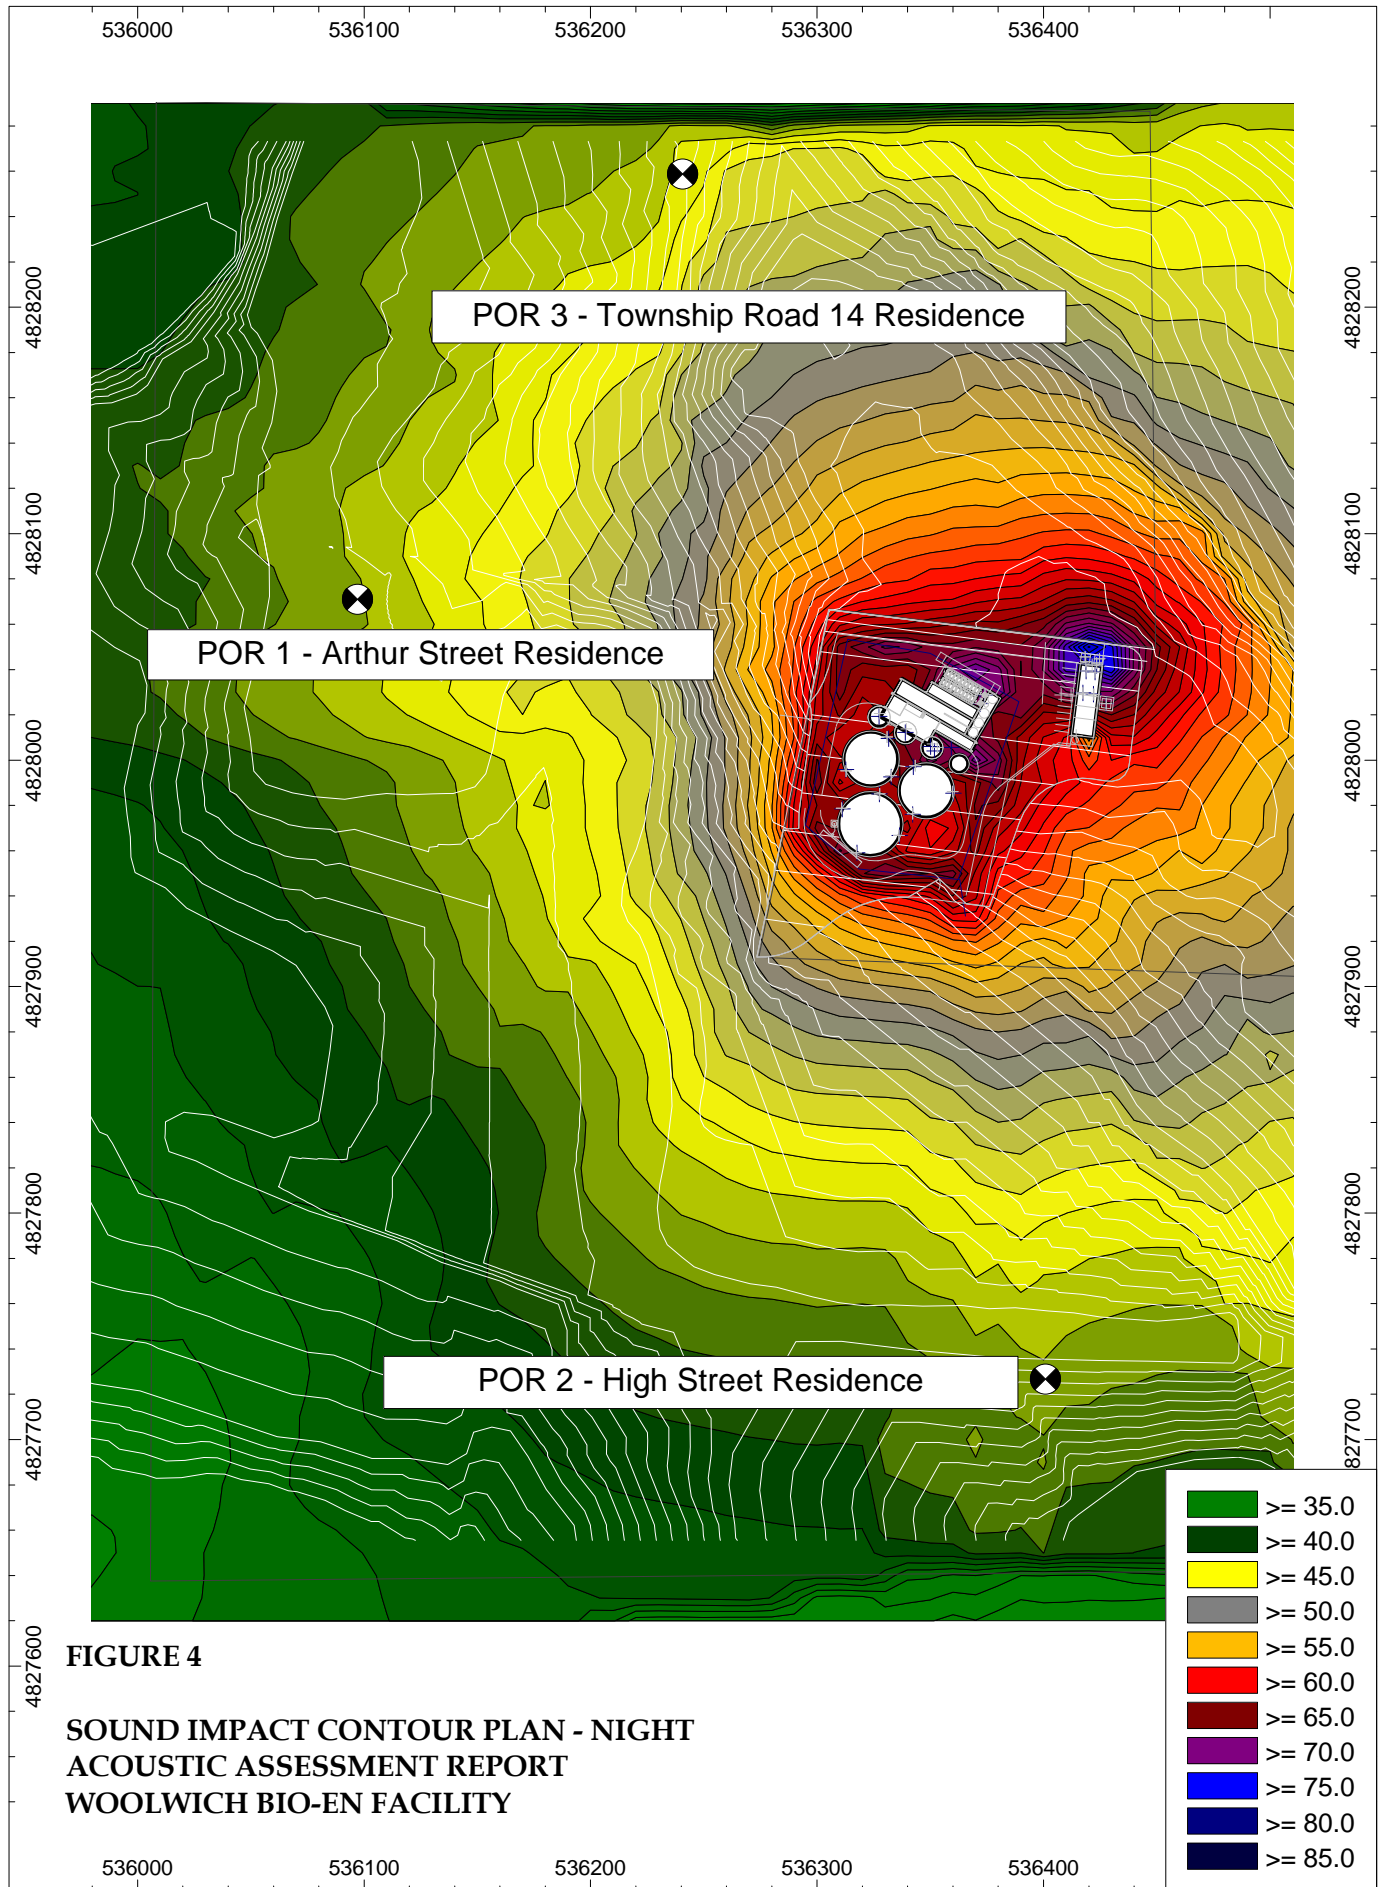 536000 536100 536200 536300 536400
4828200 4828200
POR 3 - Township Road 14 Residence
4828100 4828100
POR 1 - Arthur Street Residence
4828000 4828000
4827900 4827900
4827800 4827800
POR 2 - High Street Residence
4827700 827700
>= 35.0
>= 40.0
>= 45.0
>= 50.0
>= 55.0
>= 60.0
>= 65.0
>= 70.0
>= 75.0
>= 80.0
>= 85.0
4827600
FIGURE 4
SOUND IMPACT CONTOUR PLAN - NIGHT
ACOUSTIC ASSESSMENT REPORT
WOOLWICH BIO-EN FACILITY
536000 536100 536200 536300 536400